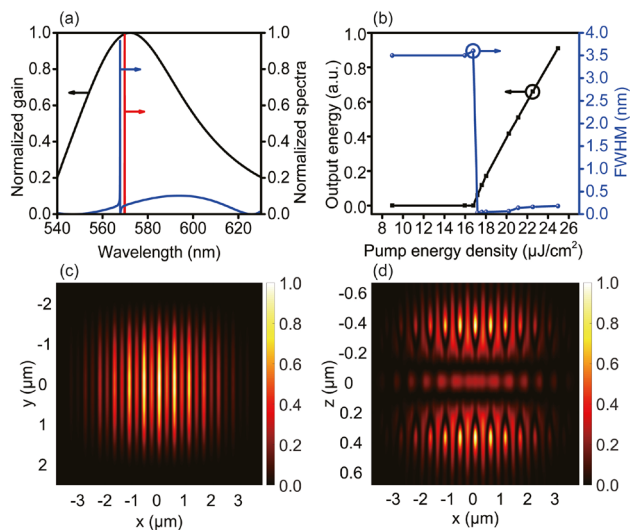 (a)
1.0
0.8
0.6
0.4
0.2
0.0
Normalized gain
540 560 580 600 620
Wavelength (nm)
1.0
0.8
0.6
0.4
0.2
0.0
Normalized spectra
(b)
1.0
0.8
0.6
0.4
0.2
0.0
Output energy (a.u.)
8 10 12 14 16 18 20 22 24 26
Pump energy density (µJ/cm²)
4.0
3.5
3.0
2.5
2.0
1.5
1.0
0.5
0.0
FWHM (nm)
(c)
-2
-1
0
1
2
y (µm)
-3 -2 -1 0 1 2 3
x (µm)
1.0
0.8
0.6
0.4
0.2
0.0
(d)
-0.6
-0.4
-0.2
0
0.2
0.4
0.6
z (µm)
-3 -2 -1 0 1 2 3
x (µm)
1.0
0.8
0.6
0.4
0.2
0.0